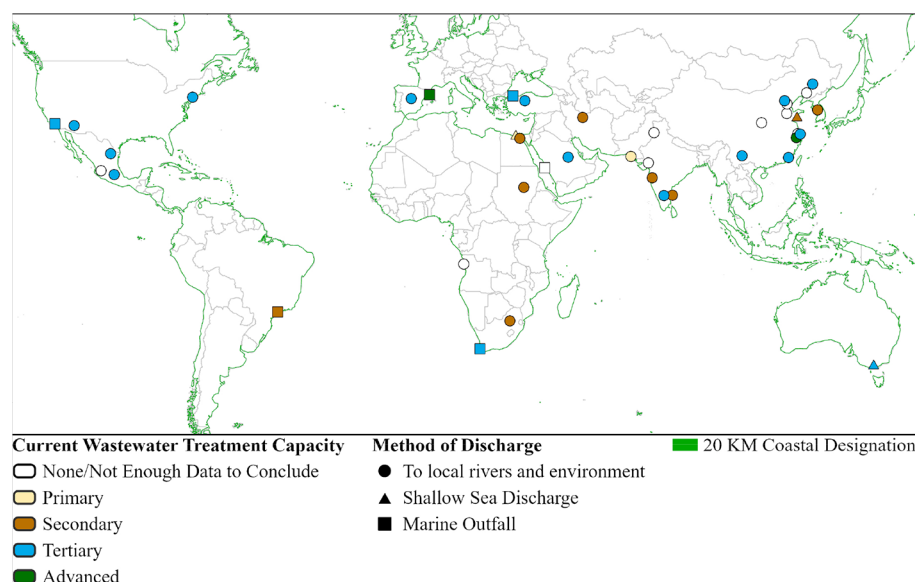 Current Wastewater Treatment Capacity
None/Not Enough Data to Conclude
Primary
Secondary
Tertiary
Advanced
Method of Discharge
To local rivers and environment
Shallow Sea Discharge
Marine Outfall
20 KM Coastal Designation